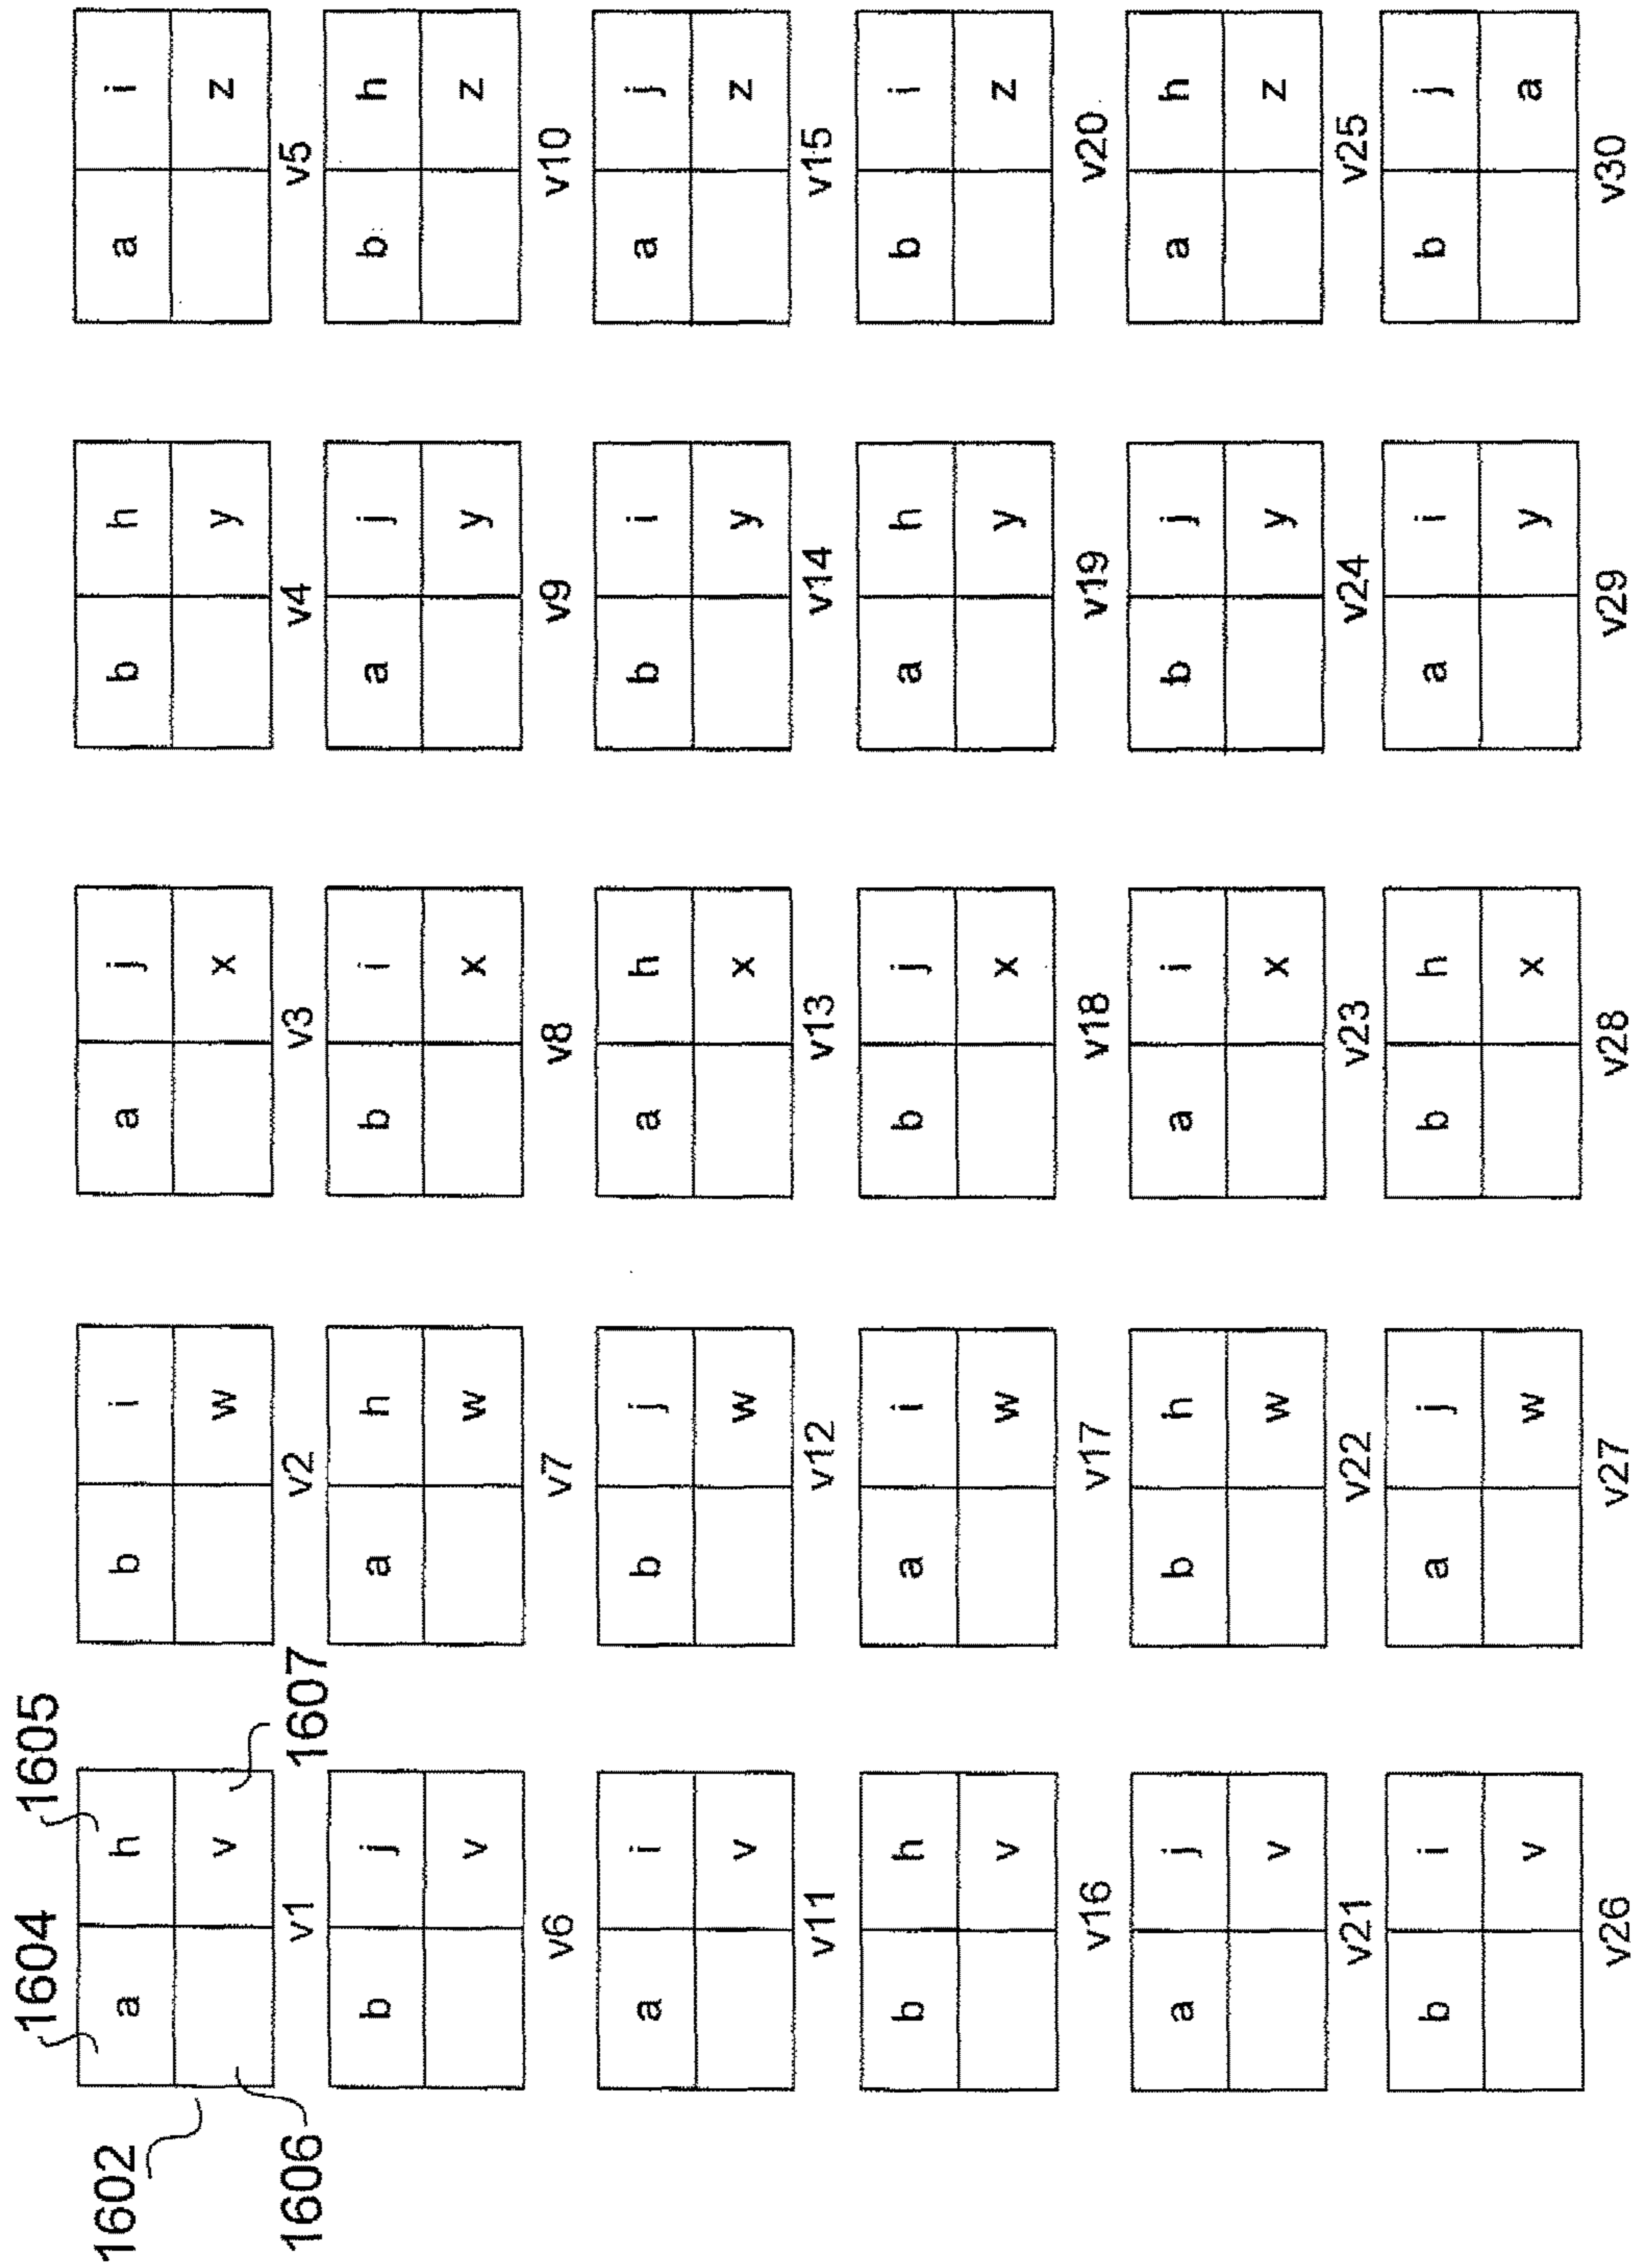 1604 1605
1602 a h b i a j b h a i
v w x y z
1606 v1 1607 v2 v3 v4 v5
b j a h b i a j b h
v w x y z
v6 v7 v8 v9 v10
a i b j a h b i a j
v w x y z
v11 v12 v13 v14 v15
b h a i b j a h b i
v w x y z
v16 v17 v18 v19 v20
a j b h a i b j a h
v w x y z
v21 v22 v23 v24 v25
b i a j b h a i b j
v w x y a
v26 v27 v28 v29 v30